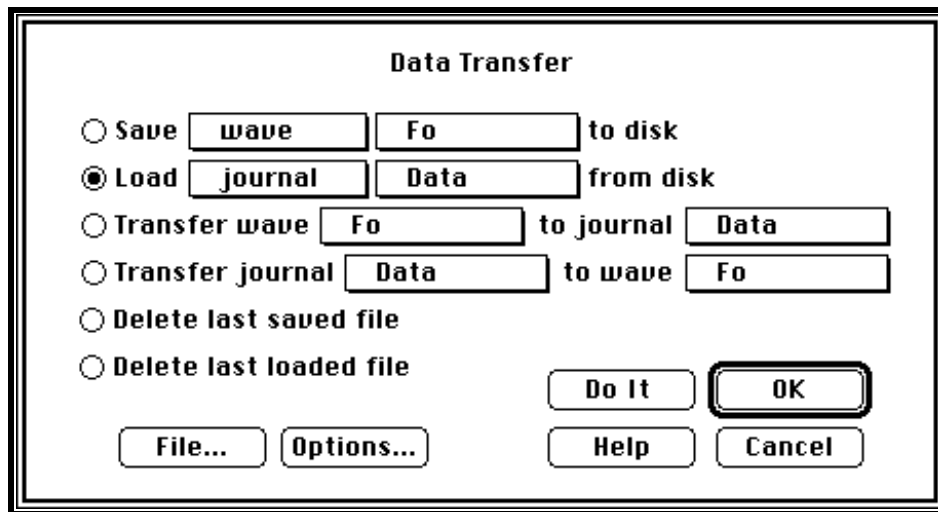 Data Transfer
Save wave Fo to disk
Load journal Data from disk
Transfer wave Fo to journal Data
Transfer journal Data to wave Fo
Delete last saved file
Delete last loaded file
Do It OK
File... Options... Help Cancel